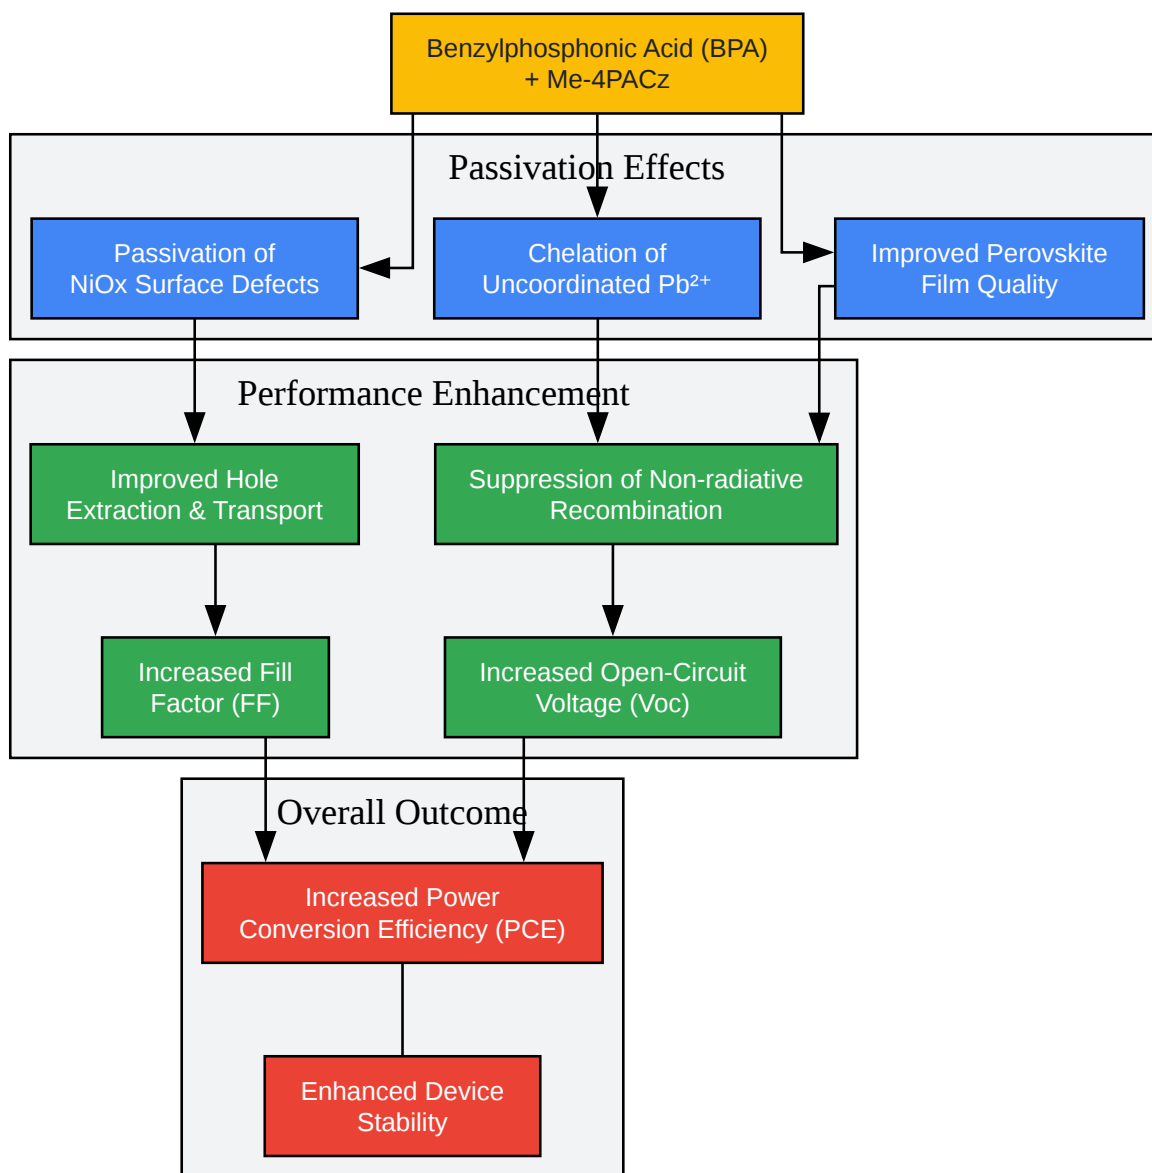 Benzylphosphonic Acid (BPA)
+ Me-4PACz
Passivation Effects
Passivation of
NiOx Surface Defects
Chelation of
Uncoordinated Pb²⁺
Improved Perovskite
Film Quality
Performance Enhancement
Improved Hole
Extraction & Transport
Suppression of Non-radiative
Recombination
Increased Fill
Factor (FF)
Increased Open-Circuit
Voltage (Voc)
Overall Outcome
Increased Power
Conversion Efficiency (PCE)
Enhanced Device
Stability